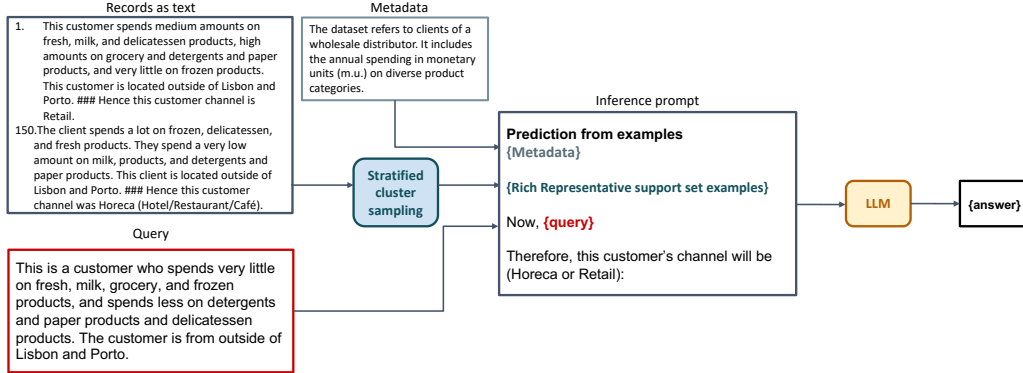 Records as text
1. This customer spends medium amounts on
fresh, milk, and delicatessen products, high
amounts on grocery and detergents and paper
products, and very little on frozen products.
This customer is located outside of Lisbon and
Porto. ### Hence this customer channel is
Retail.
150.The client spends a lot on frozen, delicatessen,
and fresh products. They spend a very low
amount on milk, products, and detergents and
paper products. This client is located outside of
Lisbon and Porto. ### Hence this customer
channel was Horeca (Hotel/Restaurant/Café).
Metadata
The dataset refers to clients of a
wholesale distributor. It includes
the annual spending in monetary
units (m.u.) on diverse product
categories.
Stratified
cluster
sampling
Query
This is a customer who spends very little
on fresh, milk, grocery, and frozen
products, and spends less on detergents
and paper products and delicatessen
products. The customer is from outside of
Lisbon and Porto.
Inference prompt
Prediction from examples
{Metadata}
{Rich Representative support set examples}
Now, {query}
Therefore, this customer's channel will be
(Horeca or Retail):
LLM
{answer}